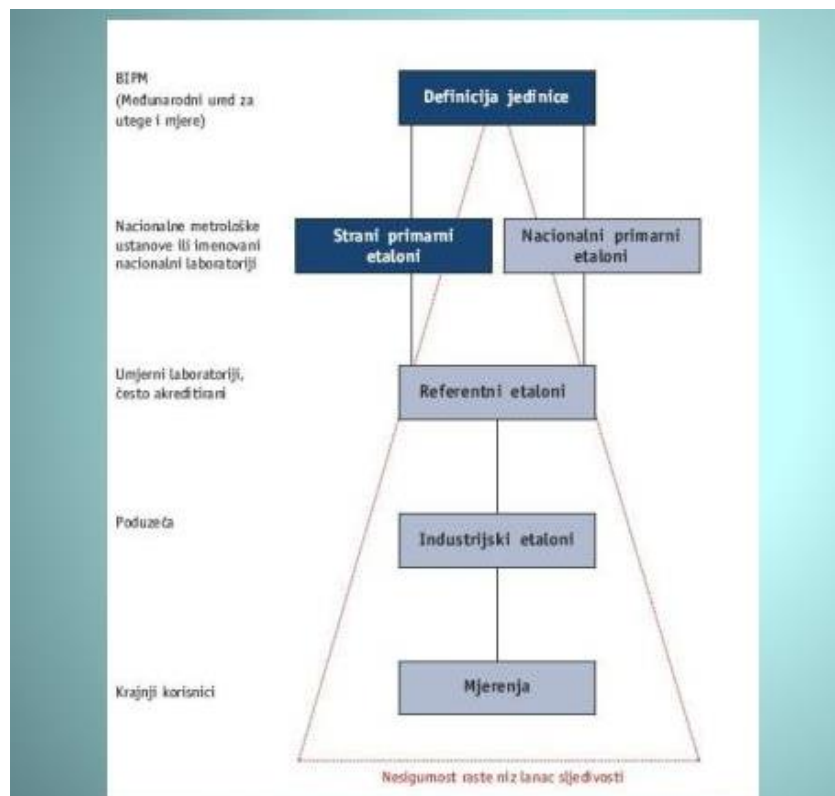 BIPM
(Međunarodni ured za
utege i mjere)
Definicija jedinice
Nacionalne metrološke
ustanove ili imenovani
nacionalni laboratoriji
Strani primarni
etaloni
Nacionalni primarni
etaloni
Umjerni laboratoriji,
često akreditirani
Referentni etaloni
Poduzeća
Industrijski etaloni
Krajnji korisnici
Mjerenja
Nesigurnost raste niz lanac sljedivosti